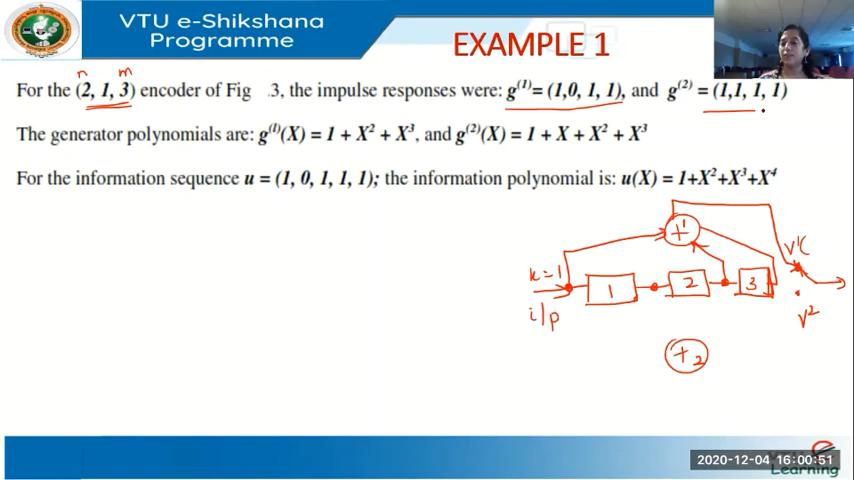 VTU e-Shikshana
Programme
EXAMPLE 1
n m
For the (2, 1, 3) encoder of Fig .3, the impulse responses were: g⁽¹⁾= (1,0, 1, 1), and g⁽²⁾ = (1,1, 1, 1)
The generator polynomials are: g⁽¹⁾(X) = 1 + X² + X³, and g⁽²⁾(X) = 1 + X + X² + X³
For the information sequence u = (1, 0, 1, 1, 1); the information polynomial is: u(X) = 1+X²+X³+X⁴
+1
k=1
i/p
1
2
3
V²
+2
2020-12-04 16:00:51
Learning